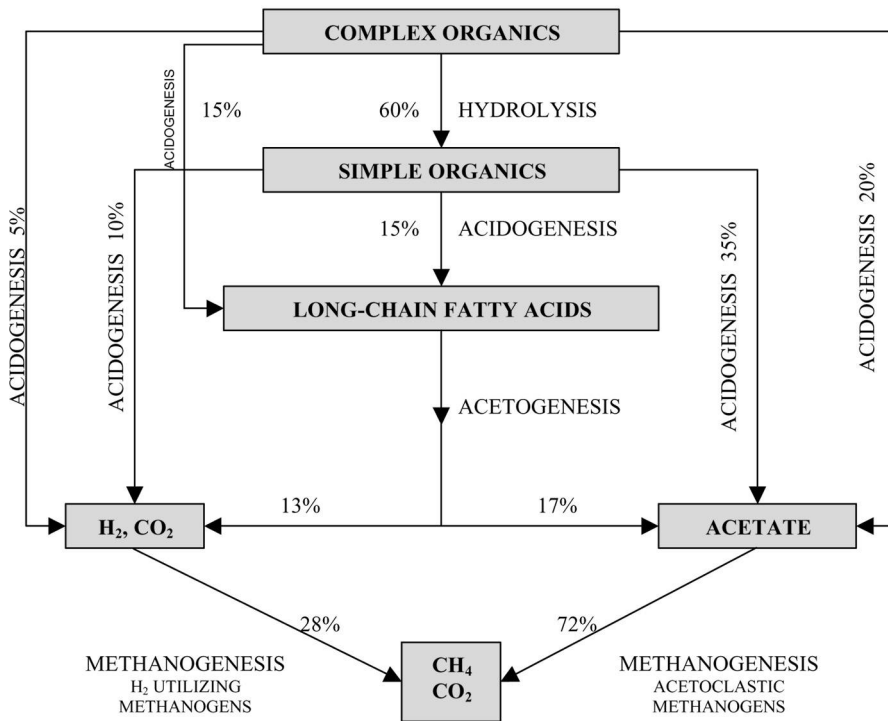 COMPLEX ORGANICS
ACIDOGENESIS
15%
60%
HYDROLYSIS
SIMPLE ORGANICS
ACIDOGENESIS 5%
ACIDOGENESIS 10%
15%
ACIDOGENESIS
ACIDOGENESIS 35%
ACIDOGENESIS 20%
LONG-CHAIN FATTY ACIDS
ACETOGENESIS
13%
17%
H₂, CO₂
ACETATE
28%
72%
CH₄
CO₂
METHANOGENESIS
H₂ UTILIZING
METHANOGENS
METHANOGENESIS
ACETOCLASTIC
METHANOGENS